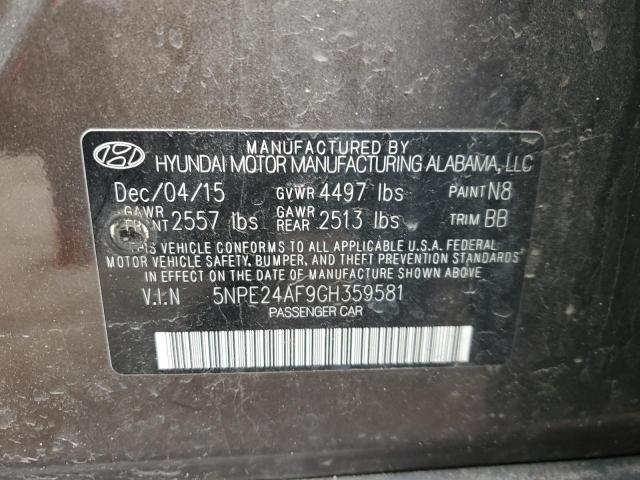 MANUFACTURED BY
HYUNDAI MOTOR MANUFACTURING ALABAMA, LLC
Dec/04/15 GVWR 4497 lbs PAINT N8
GAWR FRONT 2557 lbs GAWR REAR 2513 lbs TRIM BB
THIS VEHICLE CONFORMS TO ALL APPLICABLE U.S.A. FEDERAL
MOTOR VEHICLE SAFETY, BUMPER, AND THEFT PREVENTION STANDARDS
IN EFFECT ON THE DATE OF MANUFACTURE SHOWN ABOVE
V.I.N 5NPE24AF9GH359581
PASSENGER CAR